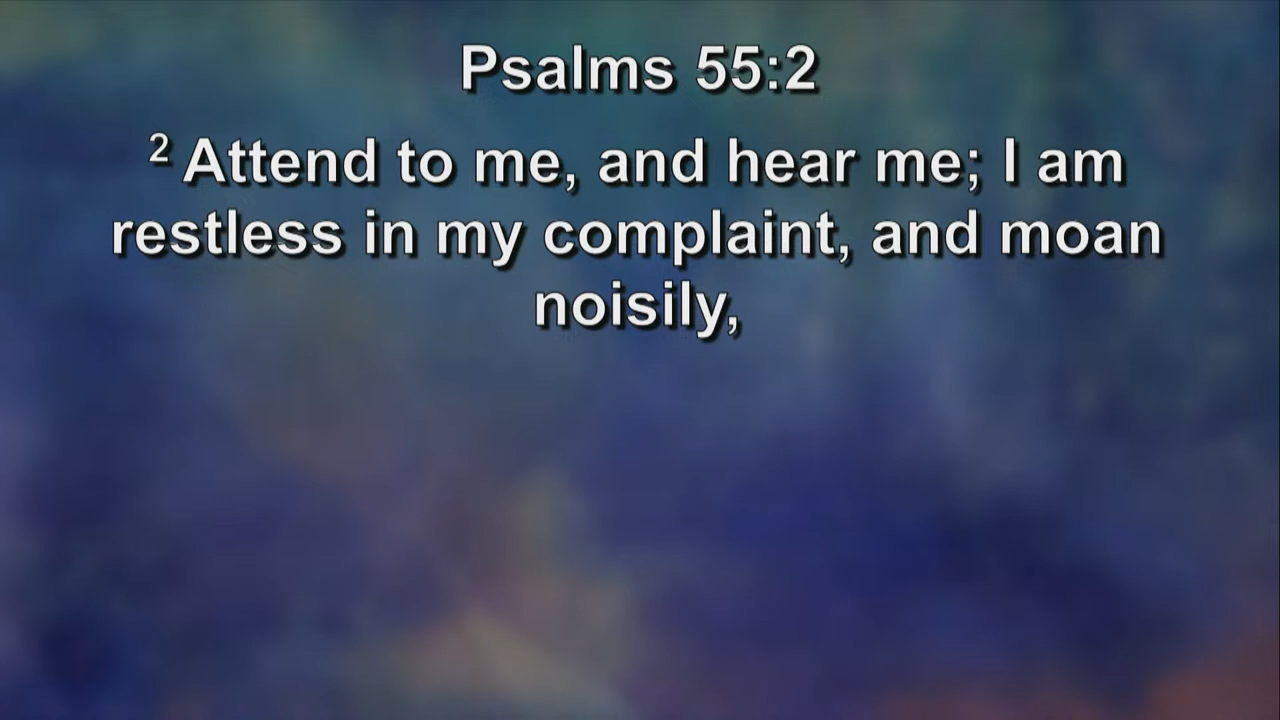 Psalms 55:2
2 Attend to me, and hear me; I am
restless in my complaint, and moan
noisily,